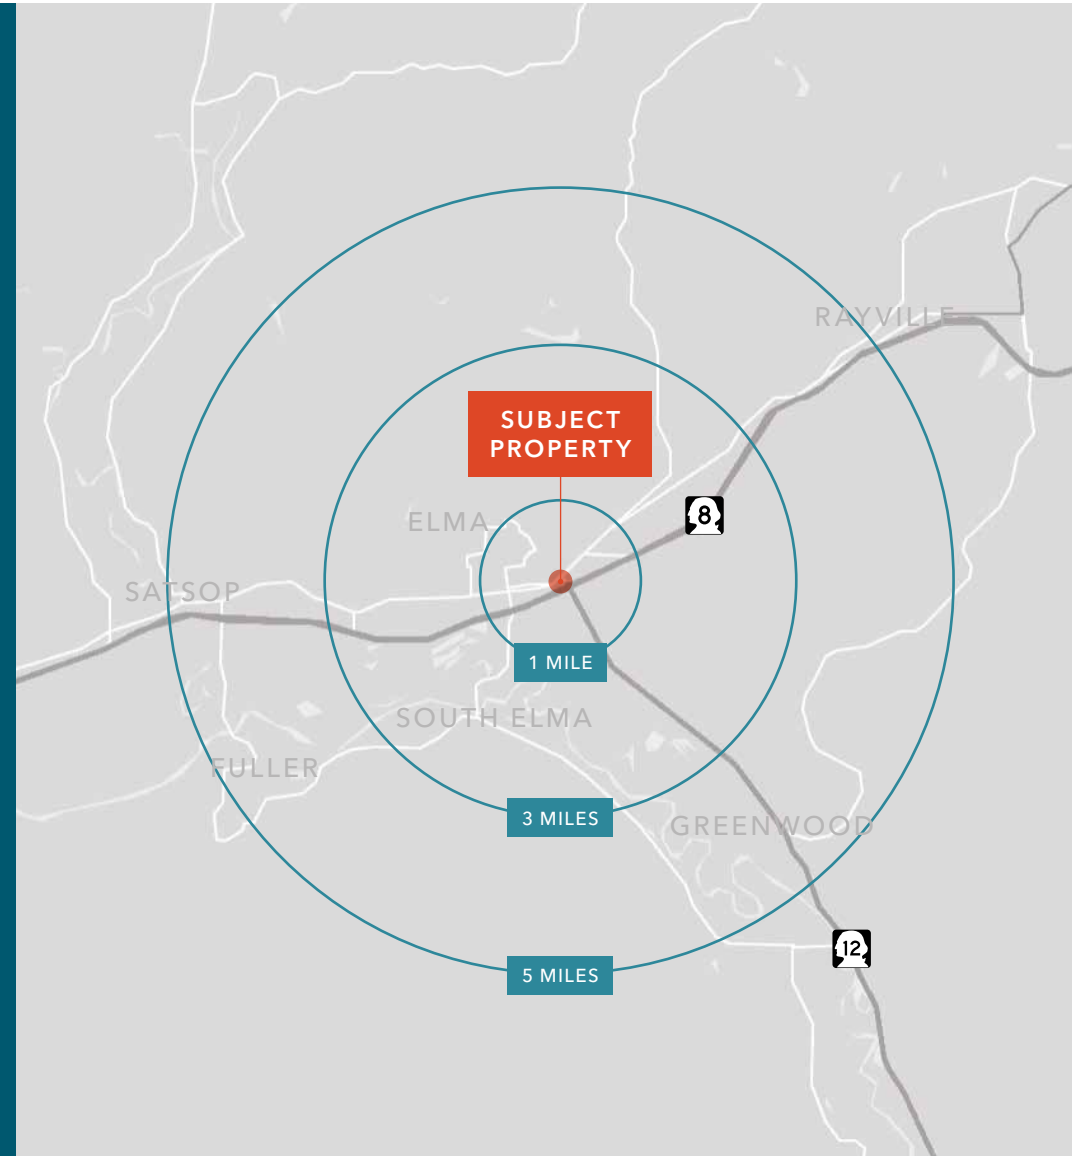 RAYVILLE
SUBJECT
PROPERTY
8
ELMA
SATSOP
1 MILE
SOUTH ELMA
FULLER
3 MILES
GREENWOOD
12
5 MILES